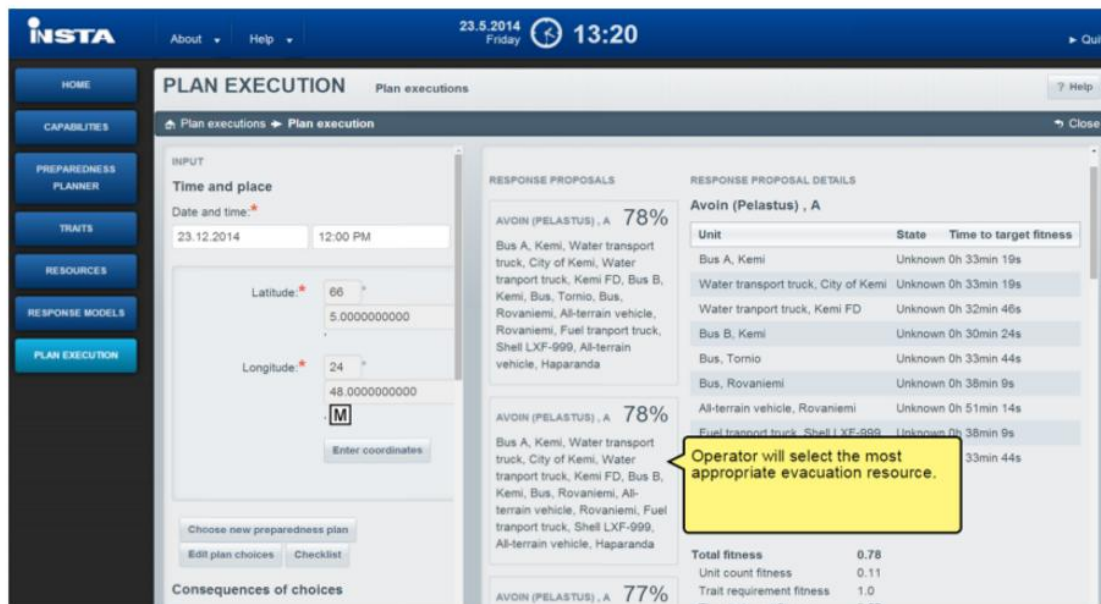 INSTA
About
Help
23.5.2014
Friday
13:20
Qui
HOME
CAPABILITIES
PREPAREDNESS
PLANNER
TRAITS
RESOURCES
RESPONSE MODELS
PLAN EXECUTION
PLAN EXECUTION Plan executions
? Help
Plan executions Plan execution
Close
INPUT
Time and place
Date and time:*
23.12.2014 12:00 PM
Latitude:* 66 °
5.0000000000
'
Longitude:* 24 °
48.0000000000
' M
Enter coordinates
Choose new preparedness plan
Edit plan choices Checklist
Consequences of choices
RESPONSE PROPOSALS
AVOIN (PELASTUS) , A 78%
Bus A, Kemi, Water transport
truck, City of Kemi, Water
tranport truck, Kemi FD, Bus B,
Kemi, Bus, Tornio, Bus,
Rovaniemi, All-terrain vehicle,
Rovaniemi, Fuel tranport truck,
Shell LXF-999, All-terrain
vehicle, Haparanda
AVOIN (PELASTUS) , A 78%
Bus A, Kemi, Water transport
truck, City of Kemi, Water
tranport truck, Kemi FD, Bus B,
Kemi, Bus, Rovaniemi, All-
terrain vehicle, Rovaniemi, Fuel
tranport truck, Shell LXF-999,
All-terrain vehicle, Haparanda
AVOIN (PELASTUS) , A 77%
RESPONSE PROPOSAL DETAILS
Avoin (Pelastus) , A
Unit State Time to target fitness
Bus A, Kemi Unknown 0h 33min 19s
Water transport truck, City of Kemi Unknown 0h 33min 19s
Water tranport truck, Kemi FD Unknown 0h 32min 46s
Bus B, Kemi Unknown 0h 30min 24s
Bus, Tornio Unknown 0h 33min 44s
Bus, Rovaniemi Unknown 0h 38min 9s
All-terrain vehicle, Rovaniemi Unknown 0h 51min 14s
Fuel tranport truck, Shell LXF-999 Unknown 0h 38min 9s
33min 44s
Operator will select the most
appropriate evacuation resource.
Total fitness 0.78
Unit count fitness 0.11
Trait requirement fitness 1.0